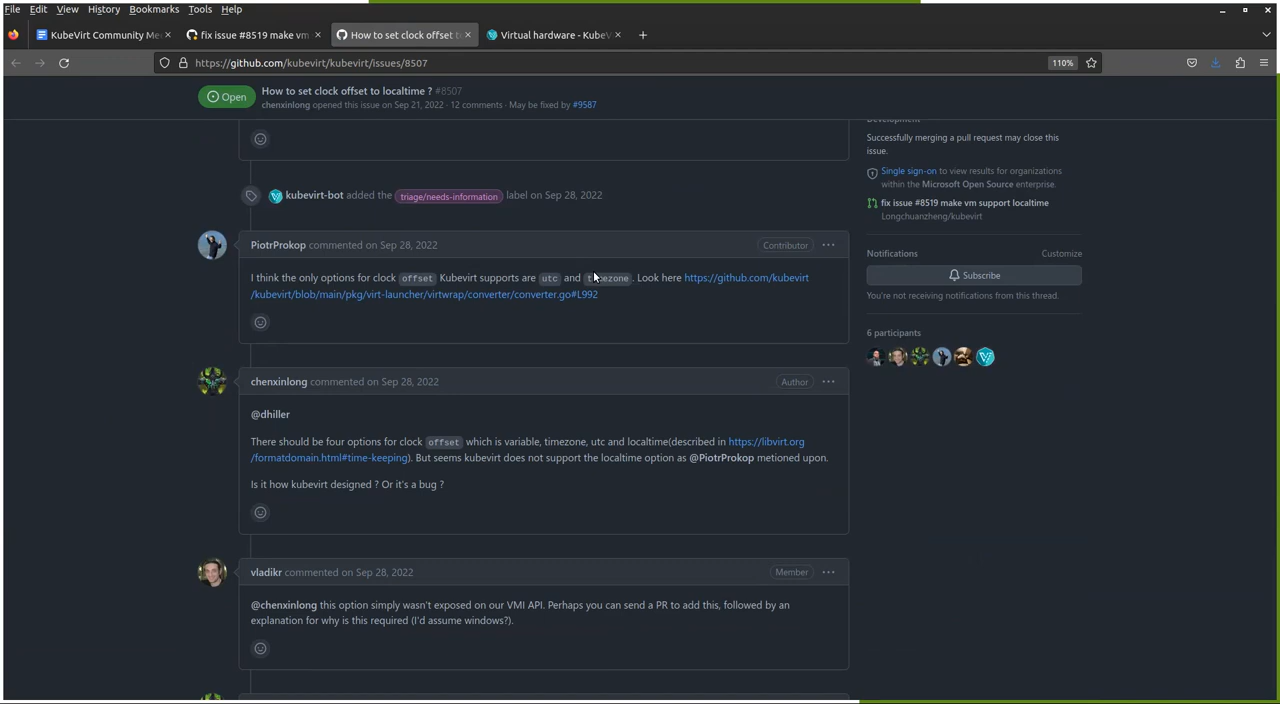 File Edit View History Bookmarks Tools Help
KubeVirt Community Me
fix issue #8519 make vm
How to set clock offset t
Virtual hardware - KubeV
https://github.com/kubevirt/kubevirt/issues/8507
110%
Open
How to set clock offset to localtime ? #8507
chenxinlong opened this issue on Sep 21, 2022 · 12 comments · May be fixed by #9587
Development
Successfully merging a pull request may close this
issue.
Single sign-on to view results for organizations
within the Microsoft Open Source enterprise.
fix issue #8519 make vm support localtime
Longchuanzheng/kubevirt
Notifications Customize
Subscribe
You're not receiving notifications from this thread.
6 participants
kubevirt-bot added the triage/needs-information label on Sep 28, 2022
PiotrProkop commented on Sep 28, 2022 Contributor
I think the only options for clock offset Kubevirt supports are utc and timezone. Look here https://github.com/kubevirt
/kubevirt/blob/main/pkg/virt-launcher/virtwrap/converter/converter.go#L992
chenxinlong commented on Sep 28, 2022 Author
@dhiller
There should be four options for clock offset which is variable, timezone, utc and localtime(described in https://libvirt.org
/formatdomain.html#time-keeping). But seems kubevirt does not support the localtime option as @PiotrProkop metioned upon.
Is it how kubevirt designed ? Or it's a bug ?
vladikr commented on Sep 28, 2022 Member
@chenxinlong this option simply wasn't exposed on our VMI API. Perhaps you can send a PR to add this, followed by an
explanation for why is this required (I'd assume windows?).